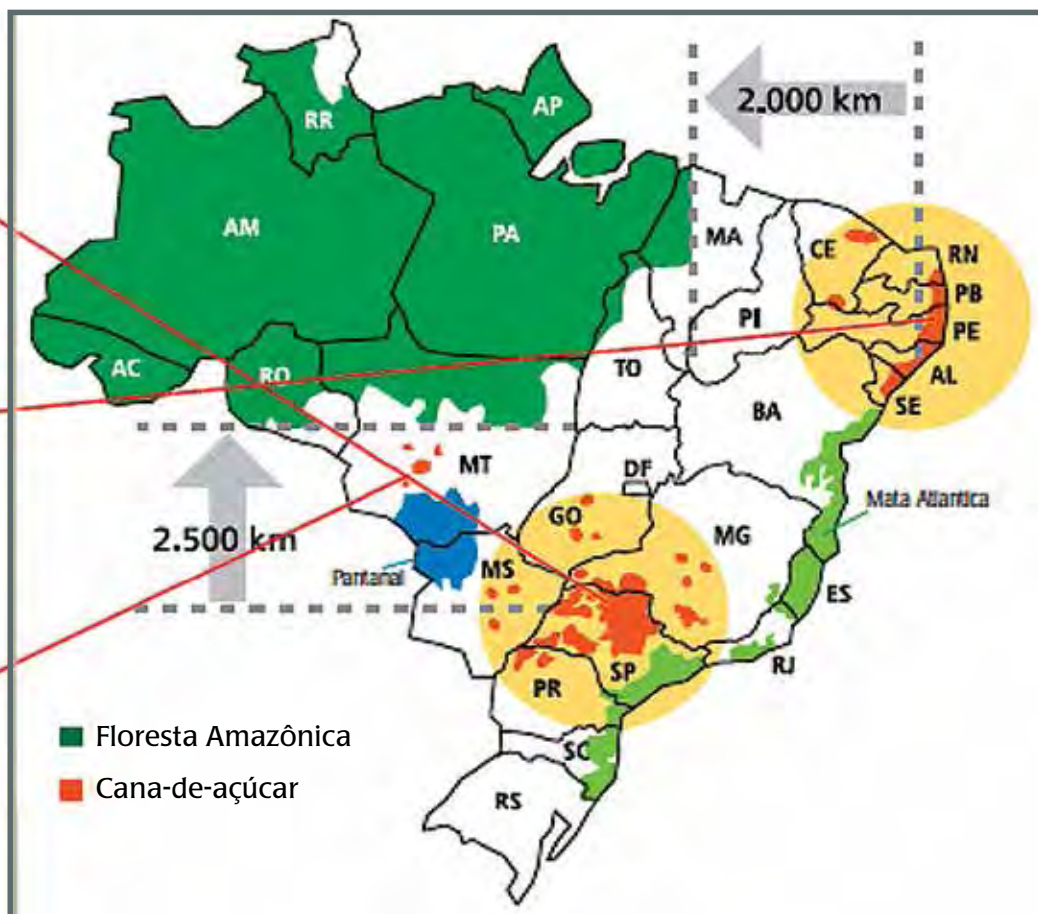 2.000 km
RR
AP
AM
PA
MA
CE
RN
PB
PI
PE
AC
RO
TO
AL
SE
BA
MT
DF
GO
Mata Atlantica
2.500 km
MG
Pantanal
MS
ES
RJ
SP
PR
Floresta Amazônica
SC
Cana-de-açúcar
RS